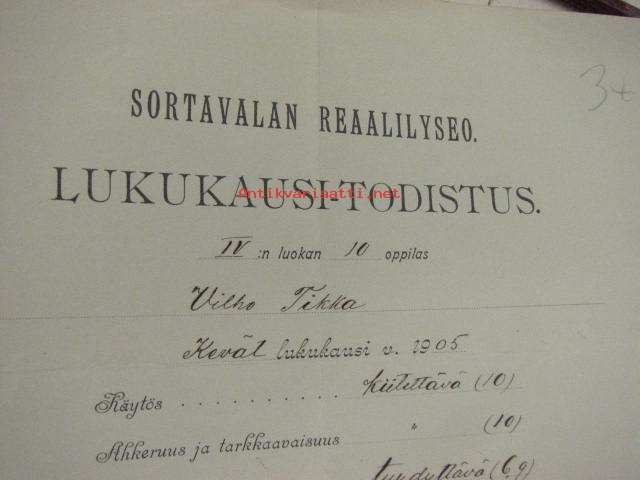 34
SORTAVALAN REAALILYSEO.
LUKUKAUSI-TODISTUS.
Antikvariaatti.net
IV :n luokan 10 oppilas
Vilho Tikka
Kevät lukukausi v. 1905
Käytös . . . . . . . . . . kiitettävä (10)
Ahkeruus ja tarkkaavaisuus " (10)
tyydyttävä (6,9)